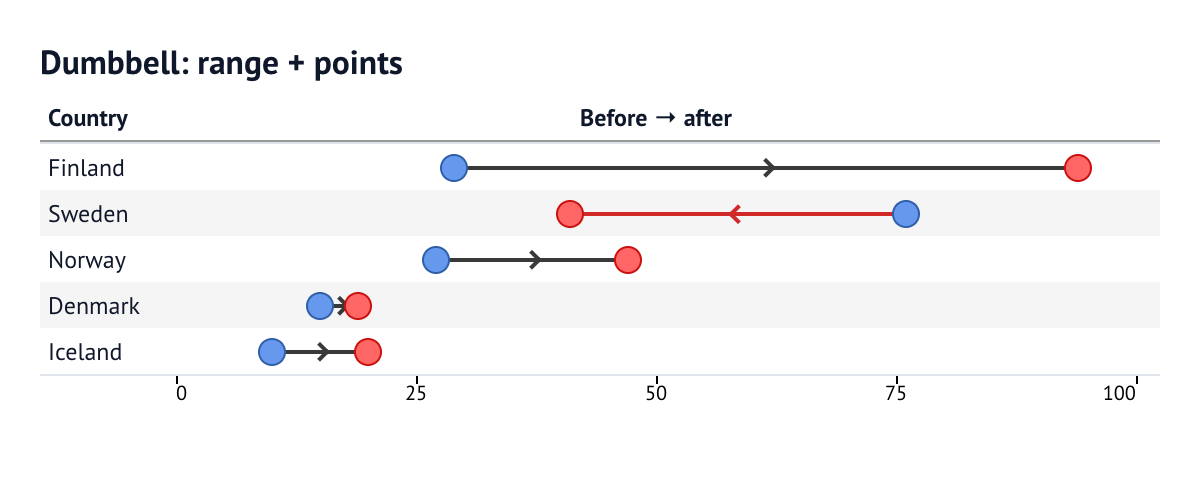 Dumbbell: range + points
Country Before → after
Finland
Sweden
Norway
Denmark
Iceland
0 25 50 75 100